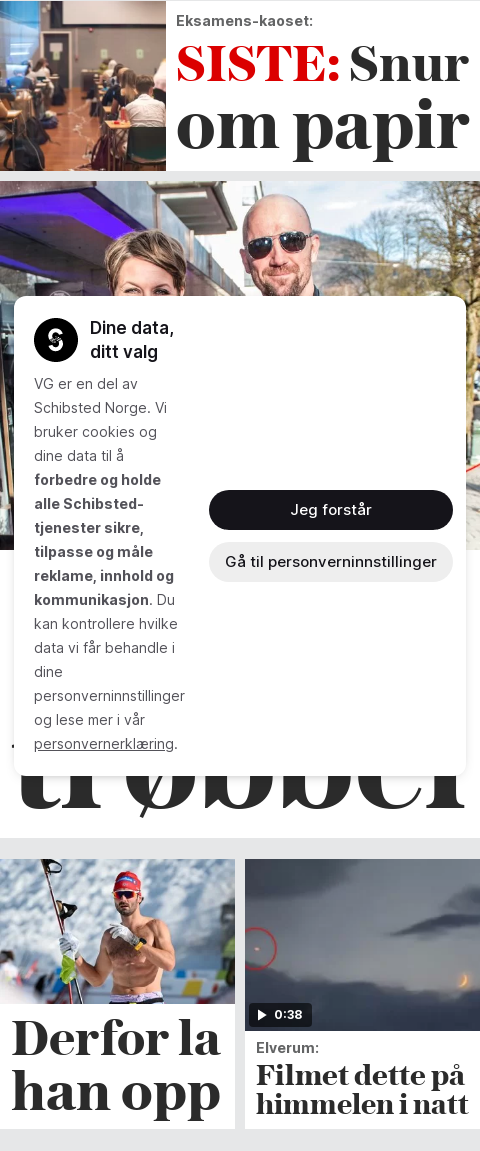 Eksamens-kaoset:
SISTE: Snur
om papir
Dine data,
ditt valg
VG er en del av
Schibsted Norge. Vi
bruker cookies og
dine data til å
forbedre og holde
alle Schibsted-
tjenester sikre,
tilpasse og måle
reklame, innhold og
kommunikasjon. Du
kan kontrollere hvilke
data vi får behandle i
dine
personverninnstillinger
og lese mer i vår
personvernerklæring.
Jeg forstår
Gå til personverninnstillinger
trøbbel
Derfor la
han opp
0:38
Elverum:
Filmet dette på
himmelen i natt